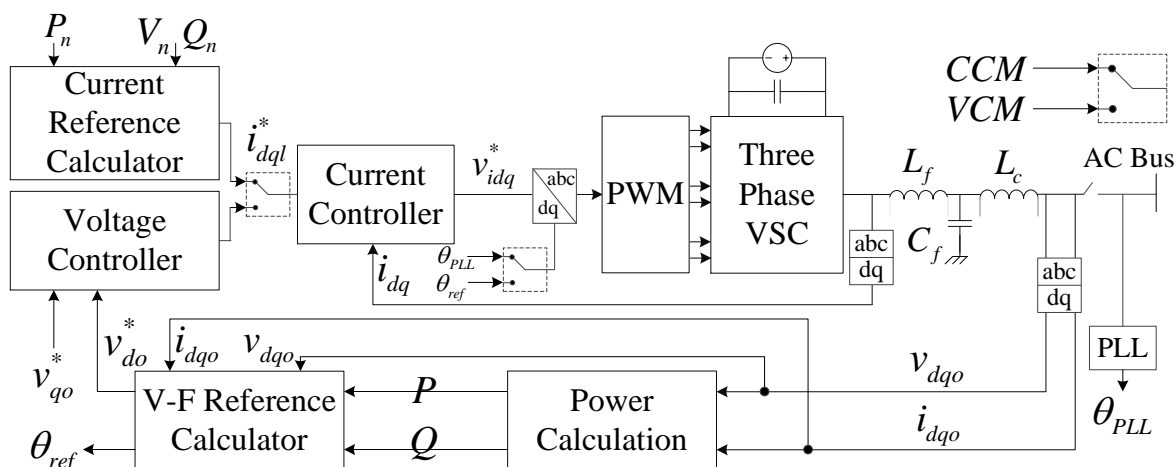 P_n
V_n Q_n
Current
Reference
Calculator
i*_dql
Voltage
Controller
Current
Controller
v*_idq
abc
dq
PWM
Three
Phase
VSC
- +
CCM
VCM
L_f
L_c
AC Bus
C_f
abc
dq
abc
dq
θ_PLL
θ_ref
i_dq
PLL
θ_PLL
v*_qo
v*_do
i_dqo
v_dqo
V-F Reference
Calculator
P
Q
Power
Calculation
v_dqo
i_dqo
θ_ref